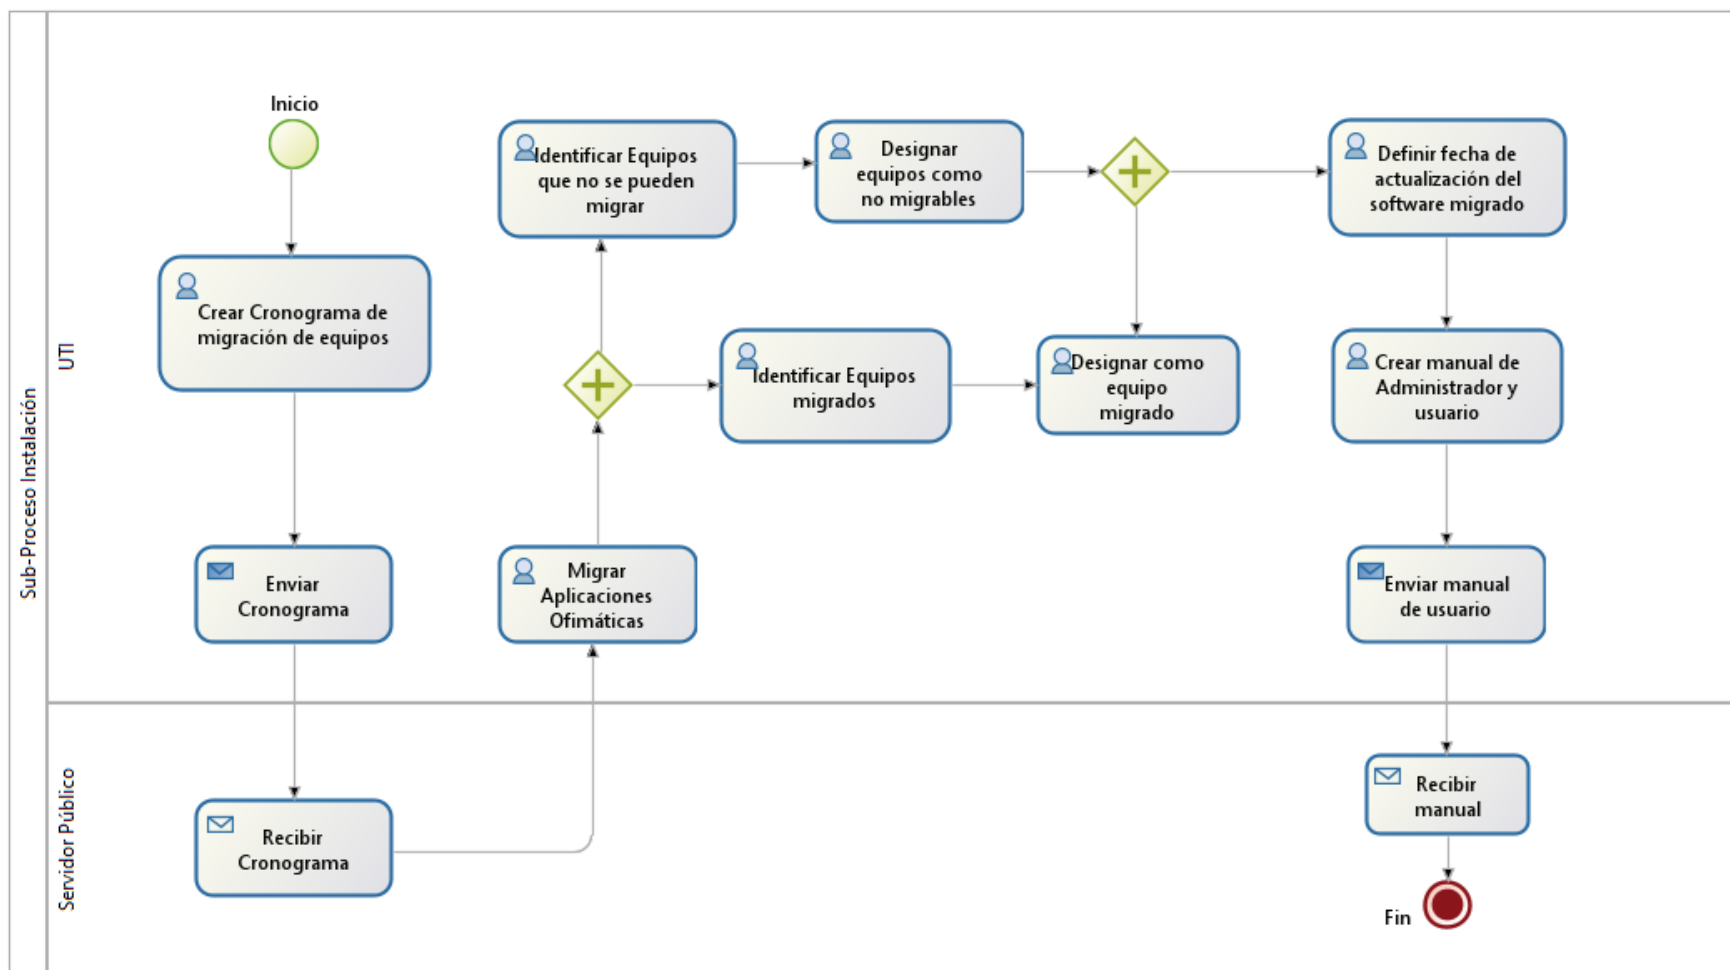 Sub-Proceso Instalación
UTI
Inicio
Crear Cronograma de
migración de equipos
Enviar
Cronograma
Identificar Equipos
que no se pueden
migrar
Designar
equipos como
no migrables
Definir fecha de
actualización del
software migrado
Identificar Equipos
migrados
Designar como
equipo
migrado
Crear manual de
Administrador y
usuario
Migrar
Aplicaciones
Ofimáticas
Enviar manual
de usuario
Servidor Público
Recibir
Cronograma
Recibir
manual
Fin